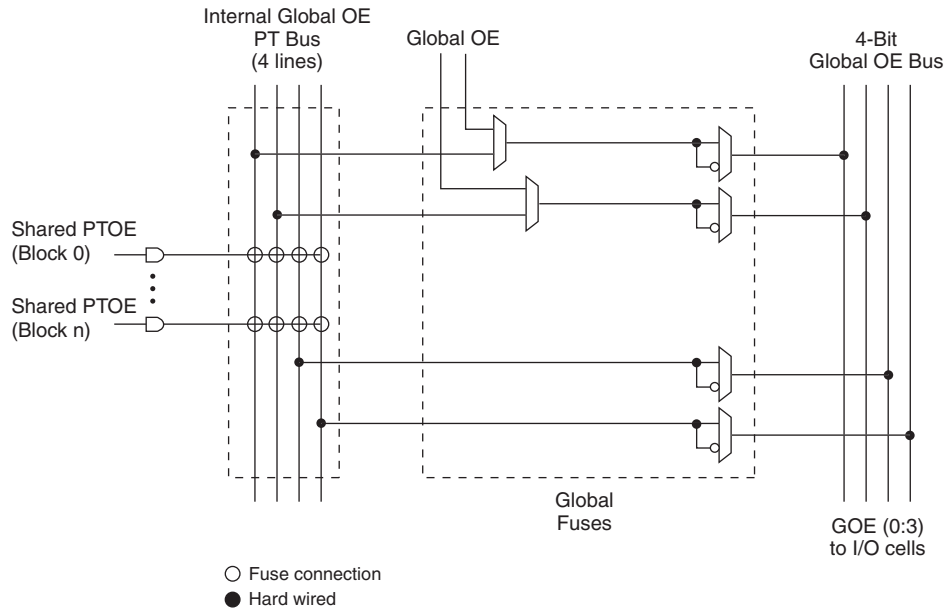 Internal Global OE
PT Bus
(4 lines)
Global OE
4-Bit
Global OE Bus
Shared PTOE
(Block 0)
Shared PTOE
(Block n)
Global
Fuses
GOE (0:3)
to I/O cells
Fuse connection
Hard wired